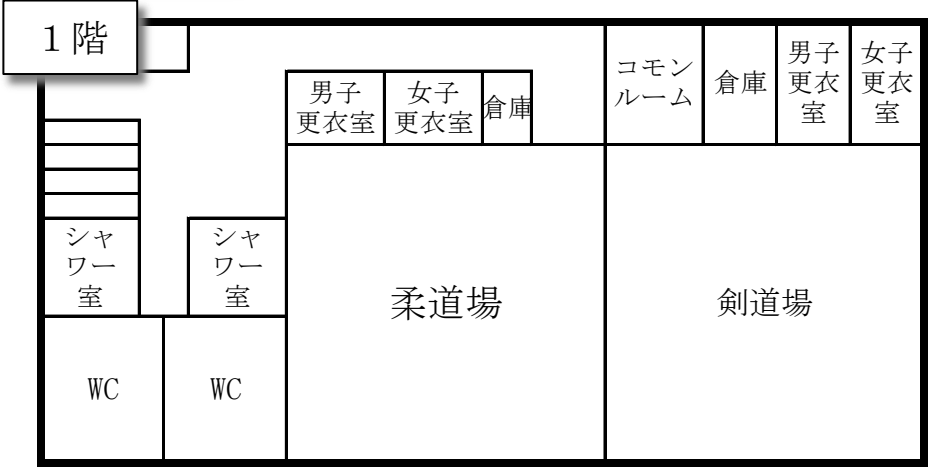 １階
男子
更衣室
女子
更衣室
倉庫
コモン
ルーム
倉庫
男子
更衣
室
女子
更衣
室
シャ
ワー
室
シャ
ワー
室
柔道場
剣道場
WC
WC